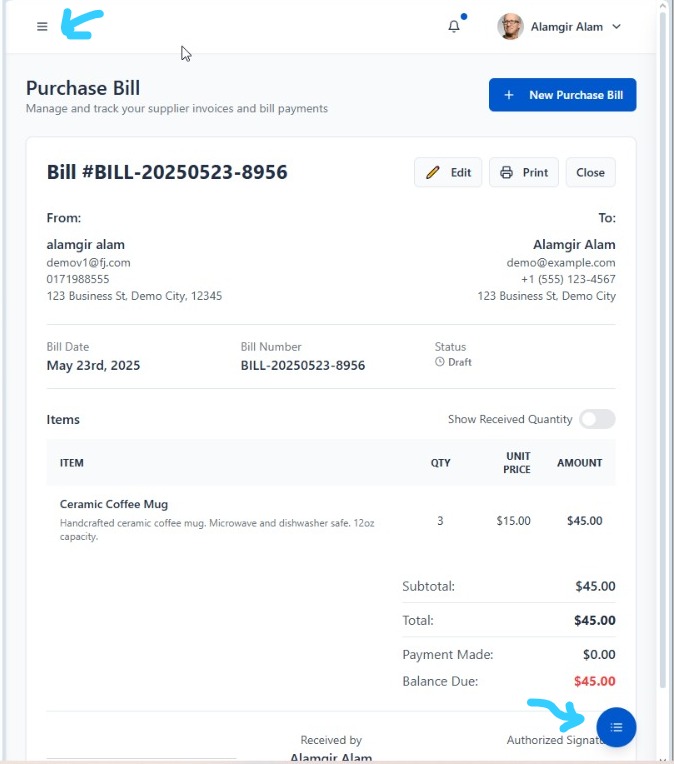 Alamgir Alam
Purchase Bill
Manage and track your supplier invoices and bill payments
+ New Purchase Bill
Bill #BILL-20250523-8956
Edit
Print
Close
From:
To:
alamgir alam
Alamgir Alam
demov1@fj.com
demo@example.com
0171988555
+1 (555) 123-4567
123 Business St, Demo City, 12345
123 Business St, Demo City
Bill Date
Bill Number
Status
May 23rd, 2025
BILL-20250523-8956
Draft
Items
Show Received Quantity
ITEM
QTY
UNIT
PRICE
AMOUNT
Ceramic Coffee Mug
Handcrafted ceramic coffee mug. Microwave and dishwasher safe. 12oz
capacity.
3
$15.00
$45.00
Subtotal:
$45.00
Total:
$45.00
Payment Made:
$0.00
Balance Due:
$45.00
Received by
Authorized Signat
Alamgir Alam